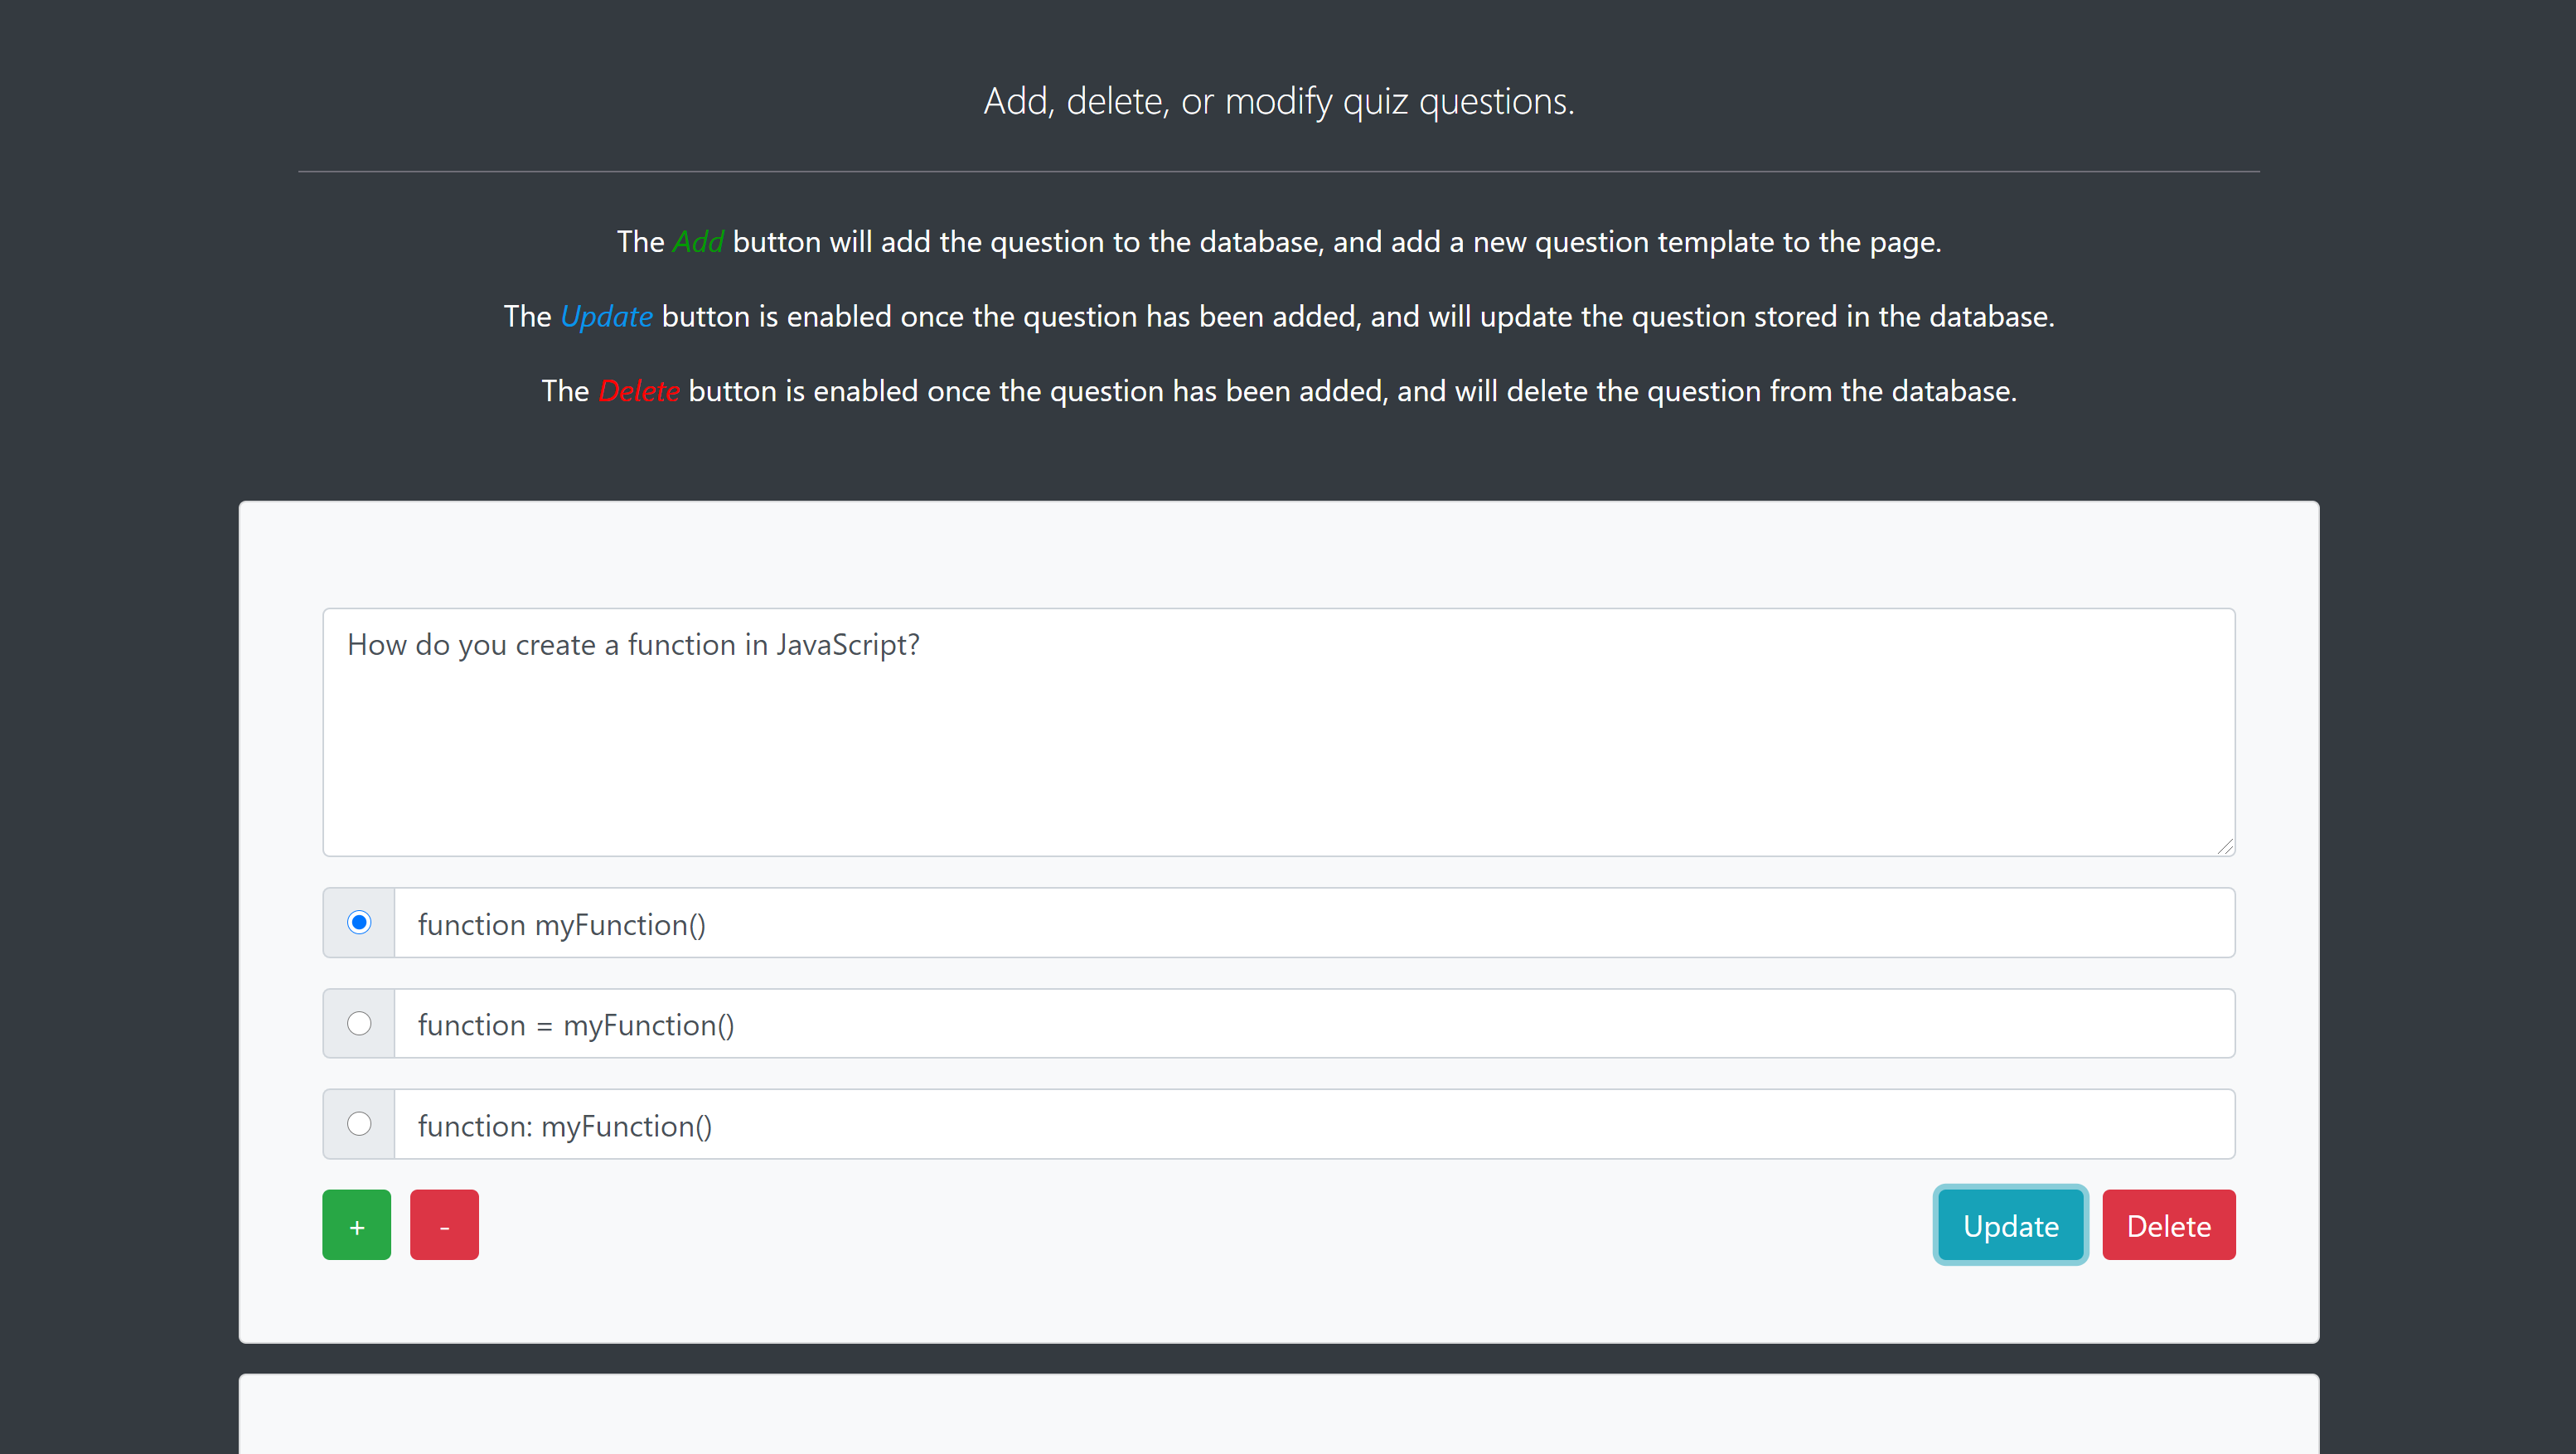 Add, delete, or modify quiz questions.
The Add button will add the question to the database, and add a new question template to the page.
The Update button is enabled once the question has been added, and will update the question stored in the database.
The Delete button is enabled once the question has been added, and will delete the question from the database.
How do you create a function in JavaScript?
function myFunction()
function = myFunction()
function: myFunction()
+ - Update Delete